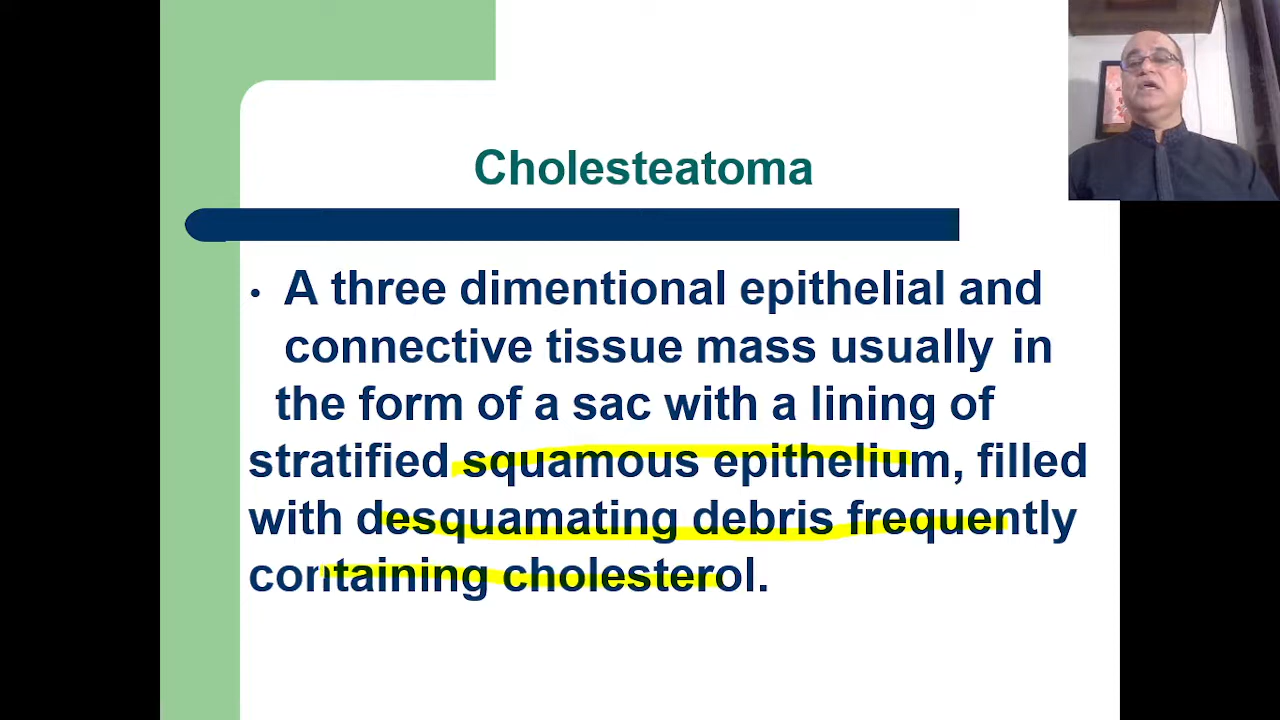 Cholesteatoma
• A three dimentional epithelial and
connective tissue mass usually in
the form of a sac with a lining of
stratified squamous epithelium, filled
with desquamating debris frequently
containing cholesterol.